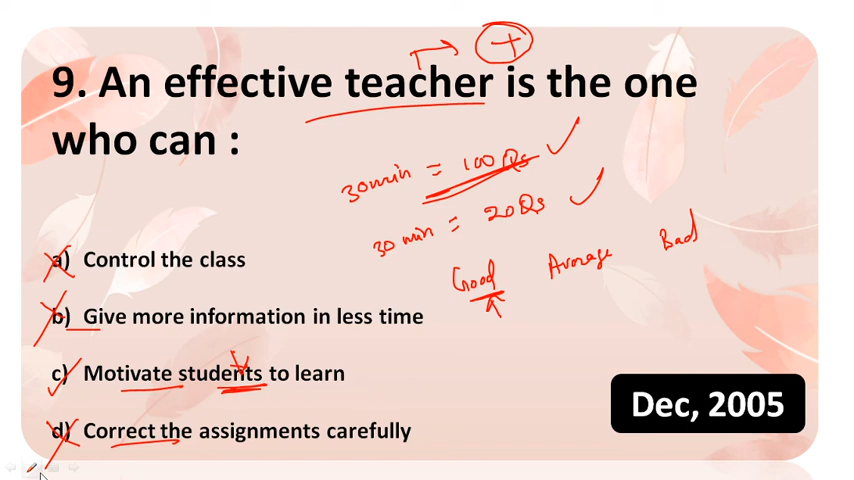 +
9. An effective teacher is the one
who can :
30min = 100 Qs
30 min = 20 Qs
Good Average Bad
a) Control the class
b) Give more information in less time
c) Motivate students to learn
d) Correct the assignments carefully
Dec, 2005